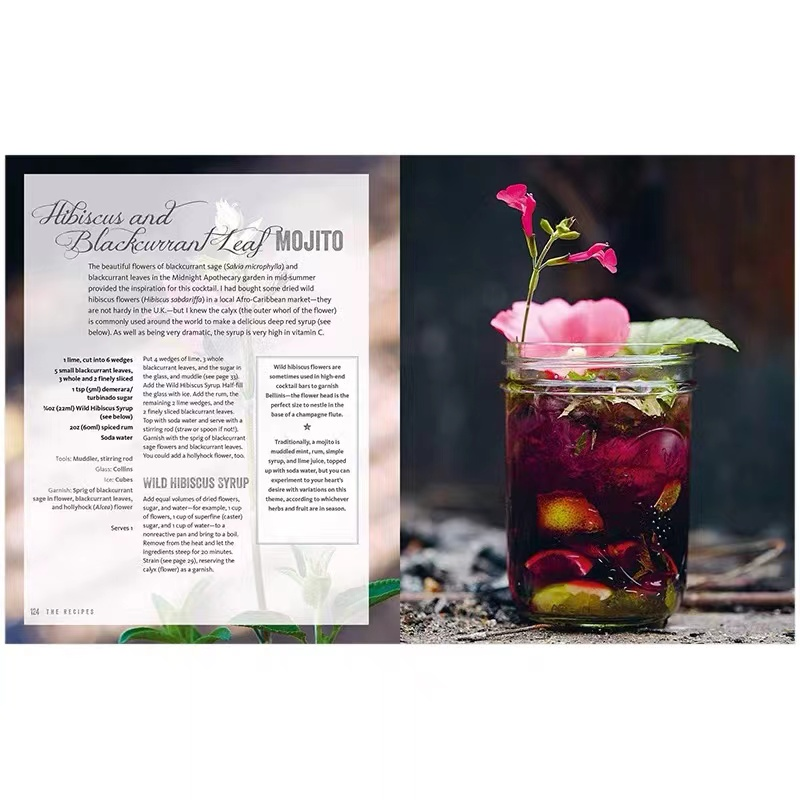 Hibiscus and
Blackcurrant Leaf MOJITO
The beautiful flowers of blackcurrant sage (Salvia microphylla) and
blackcurrant leaves in the Midnight Apothecary garden in mid-summer
provided the inspiration for this cocktail. I had bought some dried wild
hibiscus flowers (Hibiscus sabdariffa) in a local Afro-Caribbean market—they
are not hardy in the U.K.—but I knew the calyx (the outer whorl of the flower)
is commonly used around the world to make a delicious deep red syrup (see
below). As well as being very dramatic, the syrup is very high in vitamin C.
1 lime, cut into 6 wedges
5 small blackcurrant leaves,
3 whole and 2 finely sliced
1 tsp (5ml) demerara/
turbinado sugar
¾oz (22ml) Wild Hibiscus Syrup
(see below)
2oz (60ml) spiced rum
Soda water
Tools: Muddler, stirring rod
Glass: Collins
Ice: Cubes
Garnish: Sprig of blackcurrant
sage in flower, blackcurrant leaves,
and hollyhock (Alcea) flower
Serves 1
Put 4 wedges of lime, 3 whole
blackcurrant leaves, and the sugar in
the glass, and muddle (see page 33).
Add the Wild Hibiscus Syrup. Half-fill
the glass with ice. Add the rum, the
remaining 2 lime wedges, and the
2 finely sliced blackcurrant leaves.
Top with soda water and serve with a
stirring rod (straw or spoon if not!).
Garnish with the sprig of blackcurrant
sage flowers and blackcurrant leaves.
You could add a hollyhock flower, too.
WILD HIBISCUS SYRUP
Add equal volumes of dried flowers,
sugar, and water—for example, 1 cup
of flowers, 1 cup of superfine (caster)
sugar, and 1 cup of water—to a
nonreactive pan and bring to a boil.
Remove from the heat and let the
ingredients steep for 20 minutes.
Strain (see page 29), reserving the
calyx (flower) as a garnish.
Wild hibiscus flowers are
sometimes used in high-end
cocktail bars to garnish
Bellinis—the flower head is the
perfect size to nestle in the
base of a champagne flute.
Traditionally, a mojito is
muddled mint, rum, simple
syrup, and lime juice, topped
up with soda water, but you can
experiment to your heart's
desire with variations on this
theme, according to whichever
herbs and fruit are in season.
124 THE RECIPES